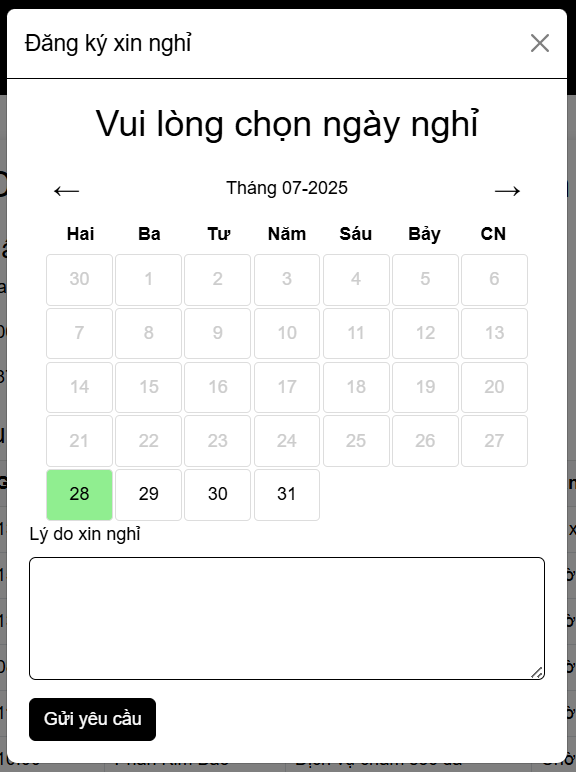 Đăng ký xin nghỉ
Vui lòng chọn ngày nghỉ
← Tháng 07-2025 →
Hai Ba Tư Năm Sáu Bảy CN
30 1 2 3 4 5 6
7 8 9 10 11 12 13
14 15 16 17 18 19 20
21 22 23 24 25 26 27
28 29 30 31
Lý do xin nghỉ
Gửi yêu cầu